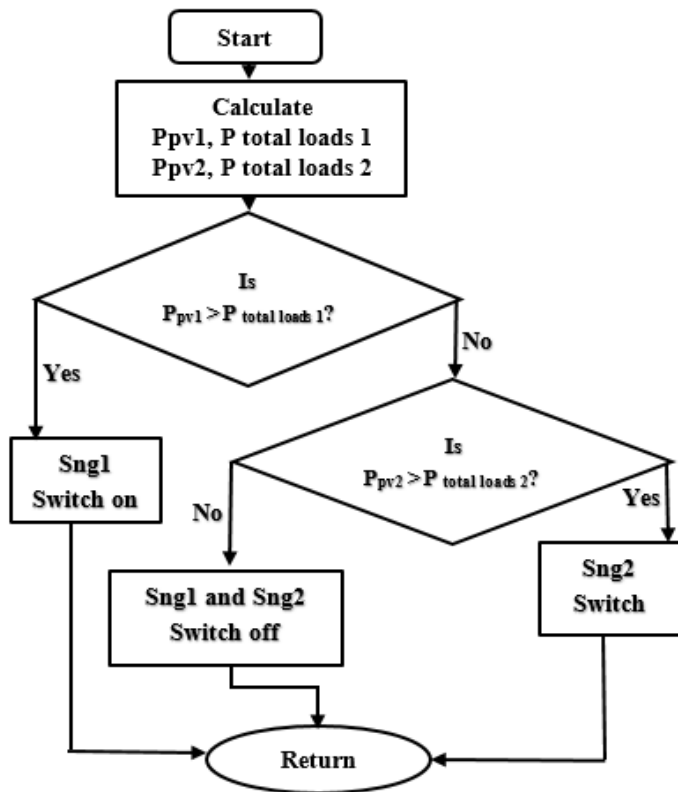 Start
Calculate
Ppv1, P total loads 1
Ppv2, P total loads 2
Is
Ppv1 >P total loads 1?
Yes
No
Sng1
Switch on
Is
Ppv2 >P total loads 2?
No
Yes
Sng1 and Sng2
Switch off
Sng2
Switch
Return